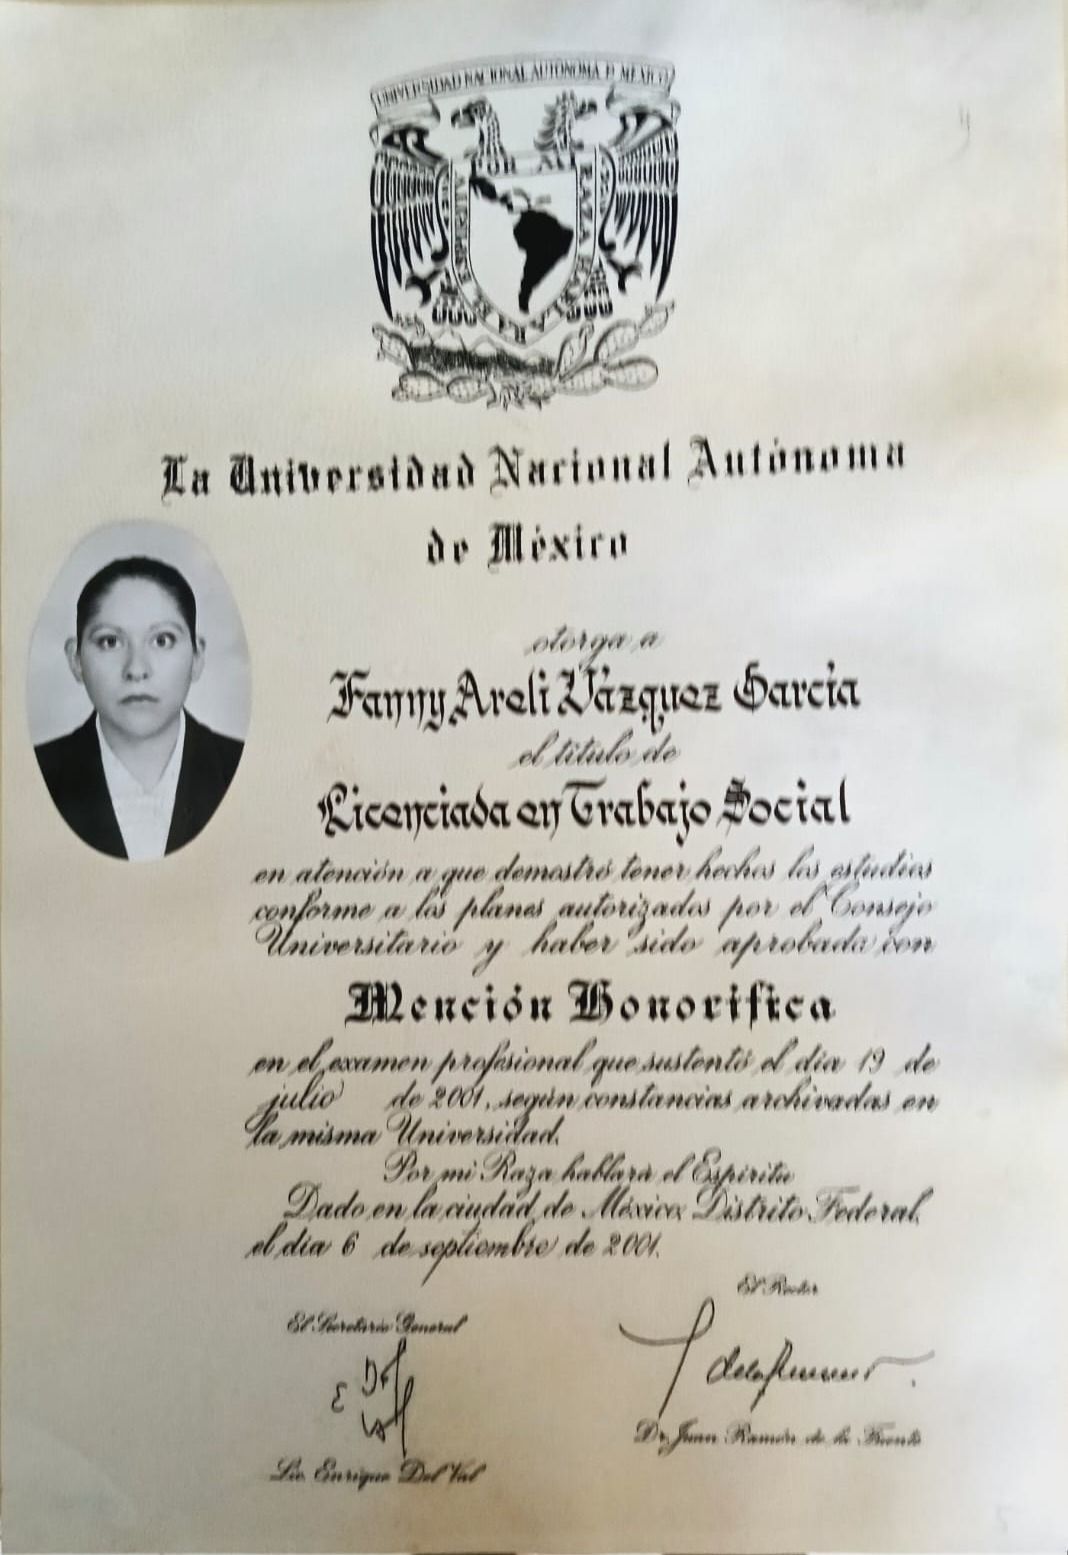 UNIVERSIDAD NACIONAL AUTONOMA D MEXICO
POR MI RAZA HABLARA EL ESPIRITU
La Universidad Nacional Autónoma
de México
otorga a
Fanny Areli Vázquez García
el título de
Licenciada en Trabajo Social
en atención a que demostró tener hechos los estudios
conforme a los planes autorizados por el Consejo
Universitario y haber sido aprobada con
Mención Honorífica
en el examen profesional que sustentó el día 19 de
julio de 2001, según constancias archivadas en
la misma Universidad.
Por mi Raza hablará el Espíritu
Dado en la ciudad de México, Distrito Federal,
el día 6 de septiembre de 2001.
El Rector
El Secretario General
Dr. Juan Ramón de la Fuente
Lic. Enrique Del Val